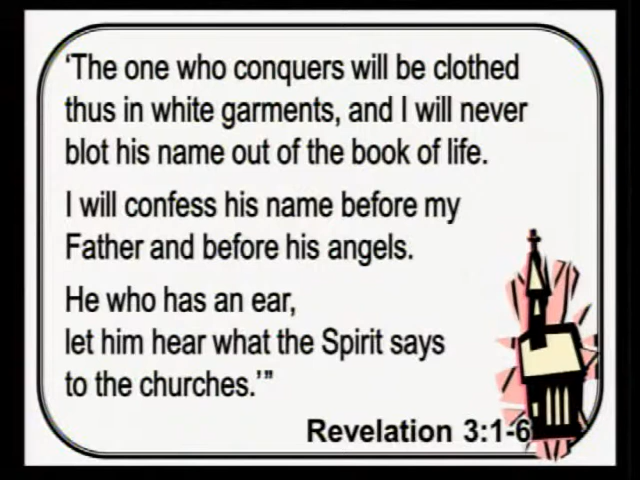 ‘The one who conquers will be clothed
thus in white garments, and I will never
blot his name out of the book of life.
I will confess his name before my
Father and before his angels.
He who has an ear,
let him hear what the Spirit says
to the churches.’”
Revelation 3:1-6